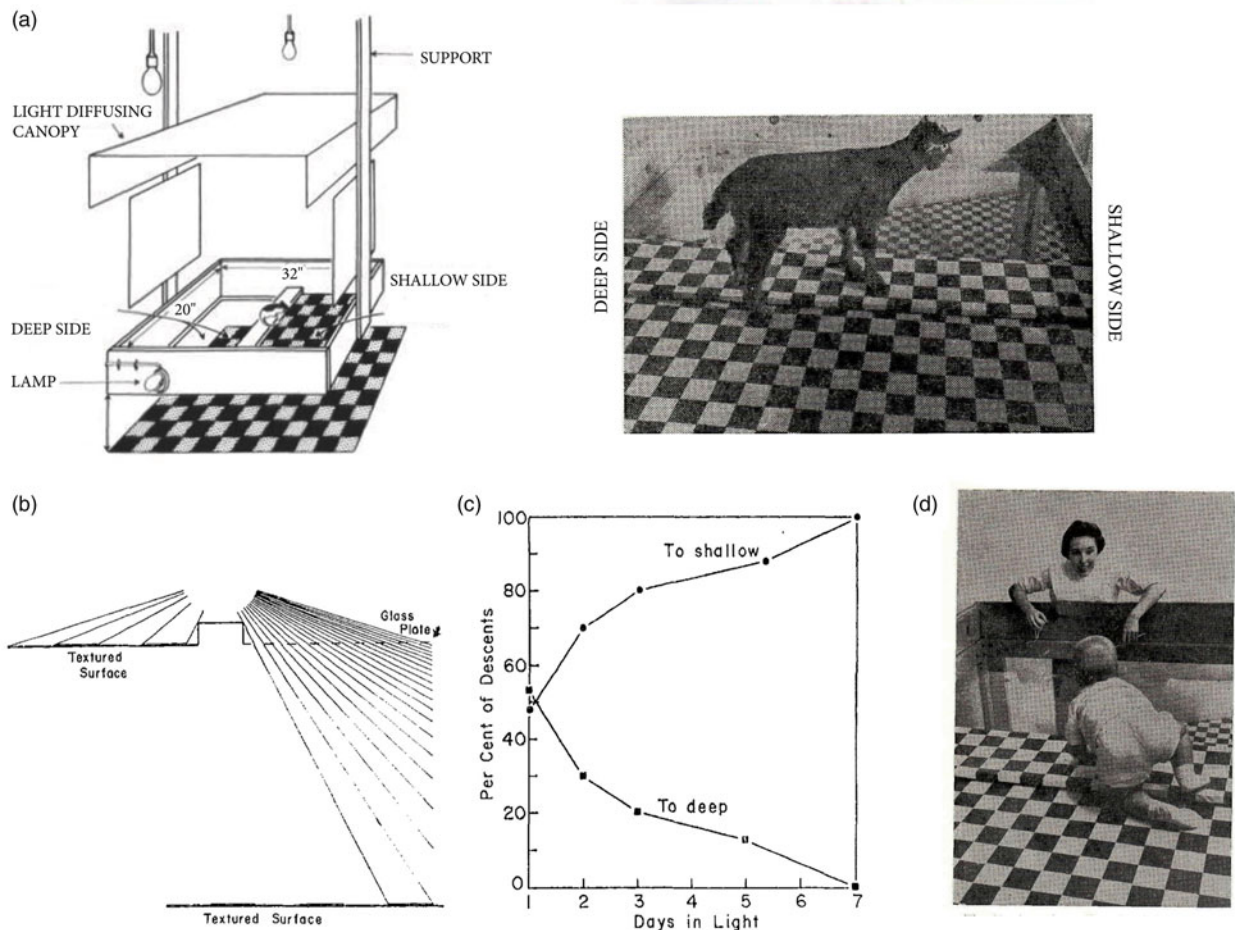 (a)
SUPPORT
LIGHT DIFFUSING
CANOPY
32"
SHALLOW SIDE
20"
DEEP SIDE
LAMP
DEEP SIDE
SHALLOW SIDE
(b)
Glass
Plate
Textured
Surface
Textured Surface
(c)
100
80
60
40
20
0
Per Cent of Descents
To shallow
To deep
1 2 3 4 5 6 7
Days in Light
(d)